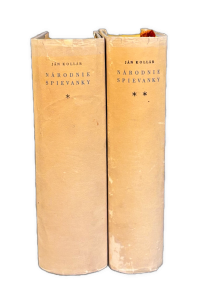 JÁN KOLLÁR
NÁRODNIE
SPIEVANKY
*
JÁN KOLLÁR
NÁRODNIE
SPIEVANKY
* *